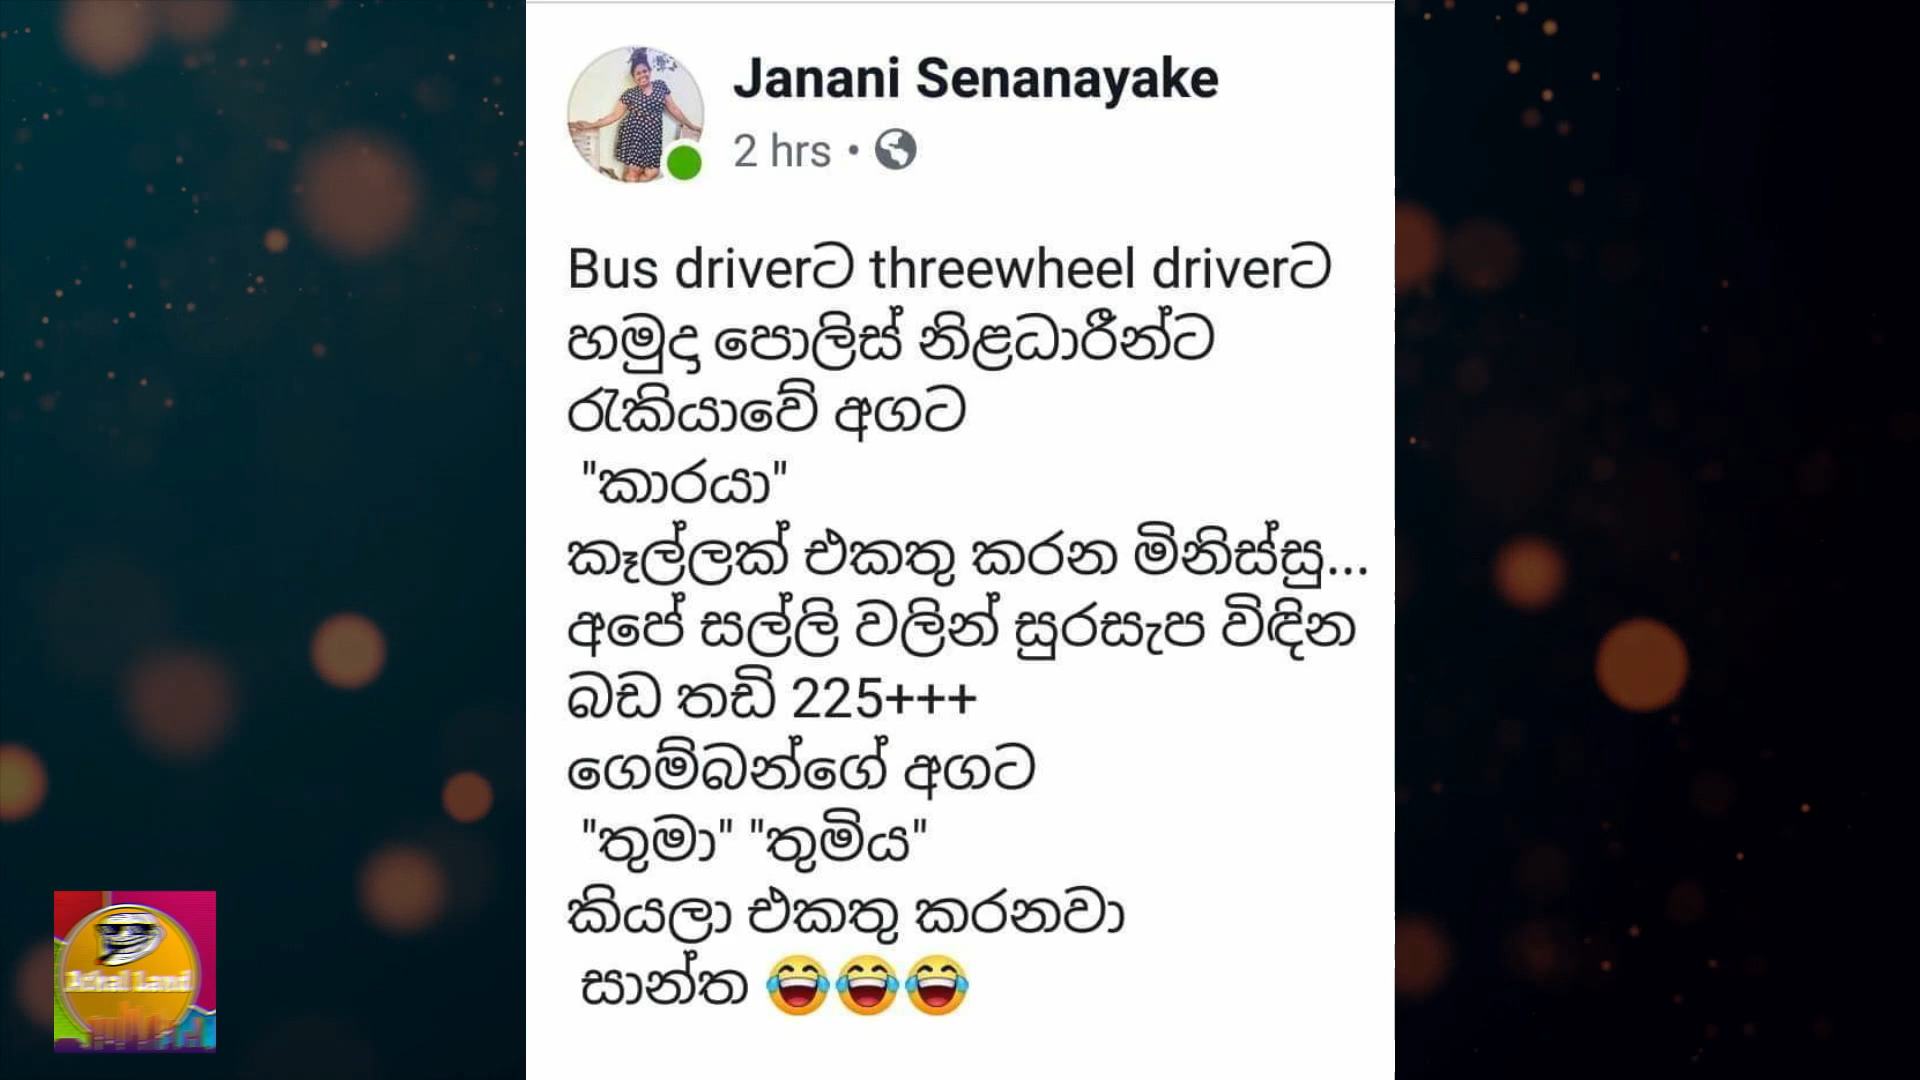 Janani Senanayake
2 hrs •
Bus driverට threewheel driverට
හමුදා පොලිස් නිළධාරීන්ට
රැකියාවේ අගට
"කාරයා"
කෑල්ලක් එකතු කරන මිනිස්සු...
අපේ සල්ලි වලින් සුරසැප විඳින
බඩ තඩි 225+++
ගෙම්බන්ගේ අගට
"තුමා" "තුමිය"
කියලා එකතු කරනවා
සාන්ත 😂😂😂